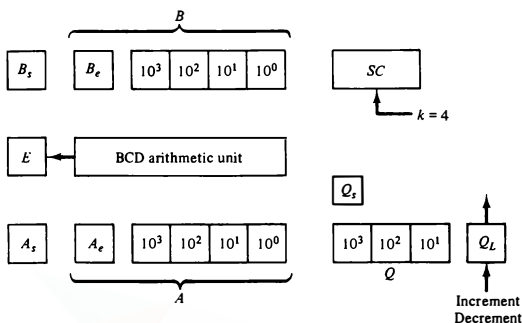 B
B_s B_e 10^3 10^2 10^1 10^0 SC
k = 4
E BCD arithmetic unit
Q_s
A_s A_e 10^3 10^2 10^1 10^0 10^3 10^2 10^1 Q_L
A Q
Increment
Decrement